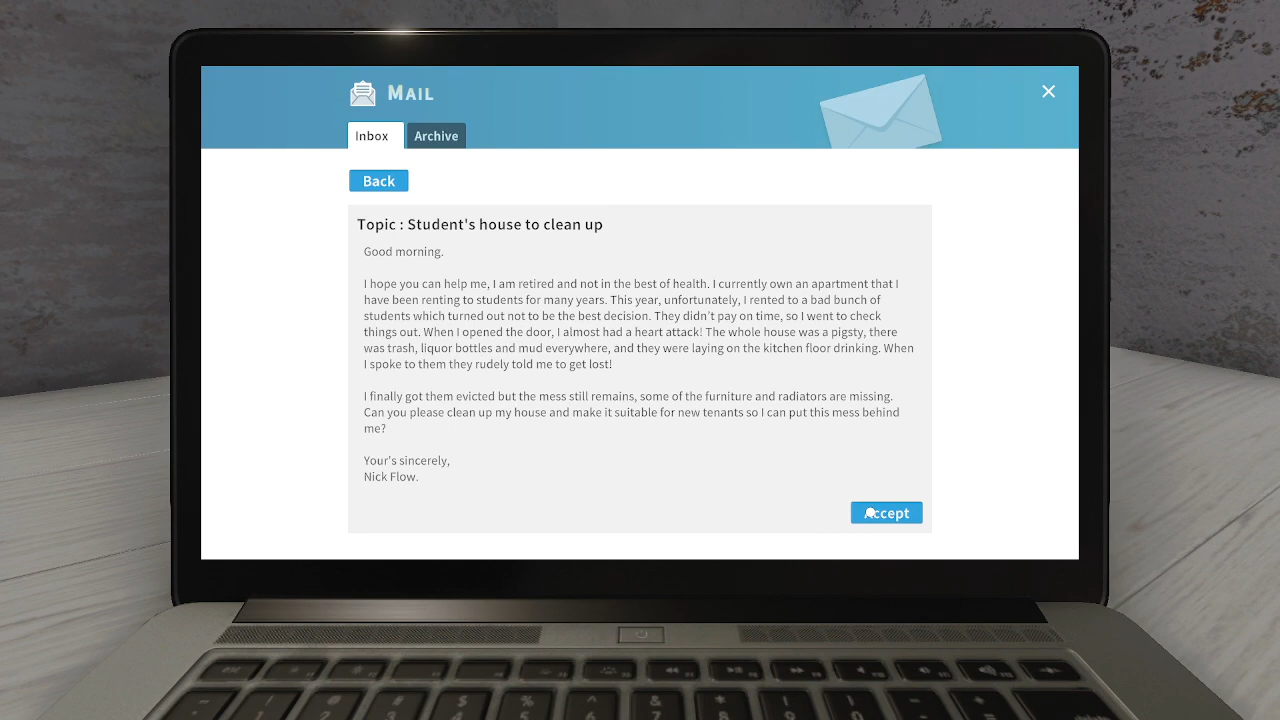 MAIL
Inbox
Archive
Back
Topic : Student's house to clean up
Good morning.
I hope you can help me, I am retired and not in the best of health. I currently own an apartment that I
have been renting to students for many years. This year, unfortunately, I rented to a bad bunch of
students which turned out not to be the best decision. They didn't pay on time, so I went to check
things out. When I opened the door, I almost had a heart attack! The whole house was a pigsty, there
was trash, liquor bottles and mud everywhere, and they were laying on the kitchen floor drinking. When
I spoke to them they rudely told me to get lost!
I finally got them evicted but the mess still remains, some of the furniture and radiators are missing.
Can you please clean up my house and make it suitable for new tenants so I can put this mess behind
me?
Your's sincerely,
Nick Flow.
Accept